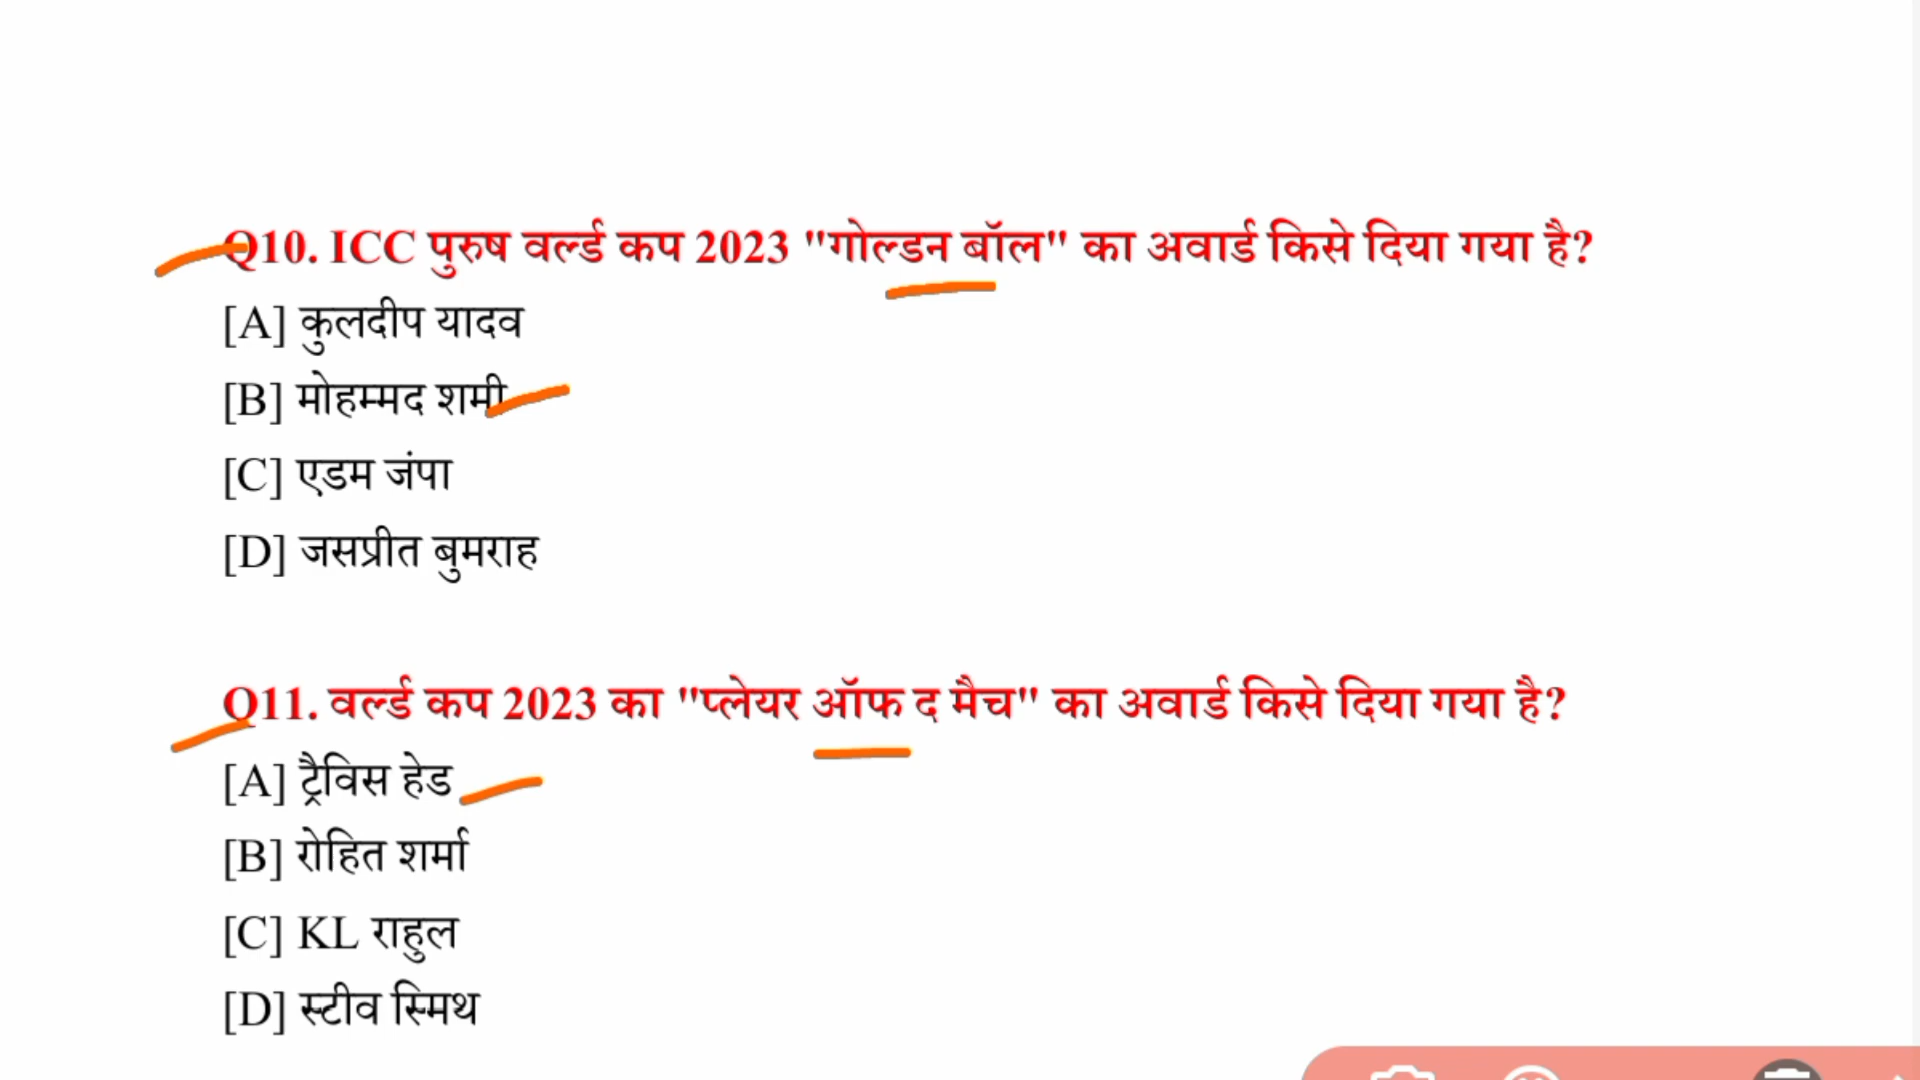 Q10. ICC पुरुष वर्ल्ड कप 2023 "गोल्डन बॉल" का अवार्ड किसे दिया गया है?
[A] कुलदीप यादव
[B] मोहम्मद शमी
[C] एडम जंपा
[D] जसप्रीत बुमराह
Q11. वर्ल्ड कप 2023 का "प्लेयर ऑफ द मैच" का अवार्ड किसे दिया गया है?
[A] ट्रैविस हेड
[B] रोहित शर्मा
[C] KL राहुल
[D] स्टीव स्मिथ